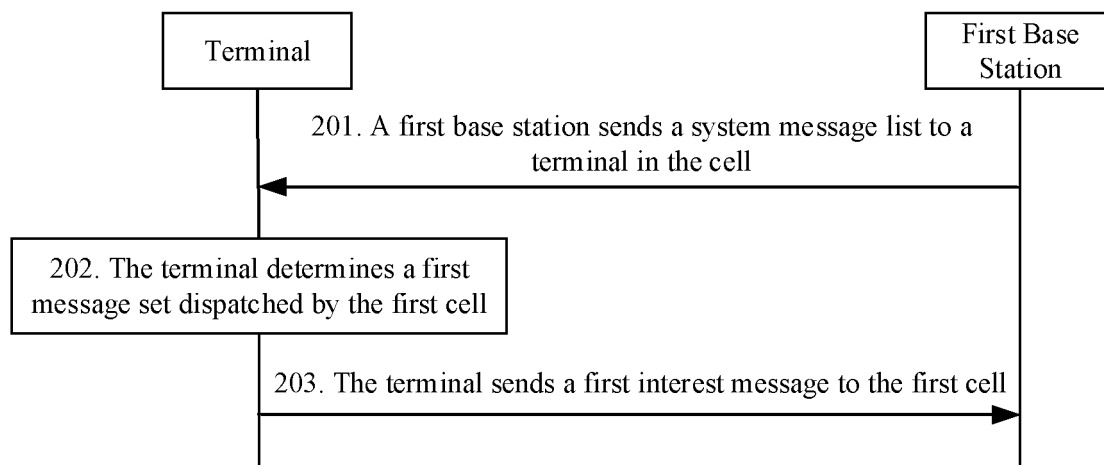 Terminal
First Base
Station
201. A first base station sends a system message list to a
terminal in the cell
202. The terminal determines a first
message set dispatched by the first cell
203. The terminal sends a first interest message to the first cell